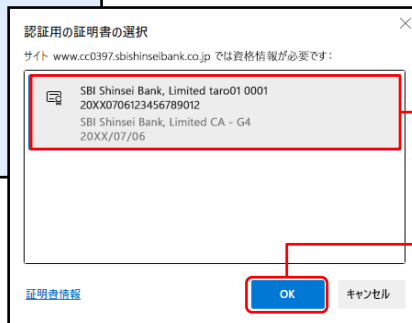 認証用の証明書の選択
サイト www.cc0397.sbishinseibank.co.jp では資格情報が必要です:
SBI Shinsei Bank, Limited taro01 0001
20XX0706123456789012
SBI Shinsei Bank, Limited CA - G4
20XX/07/06
証明書情報
OK
キャンセル